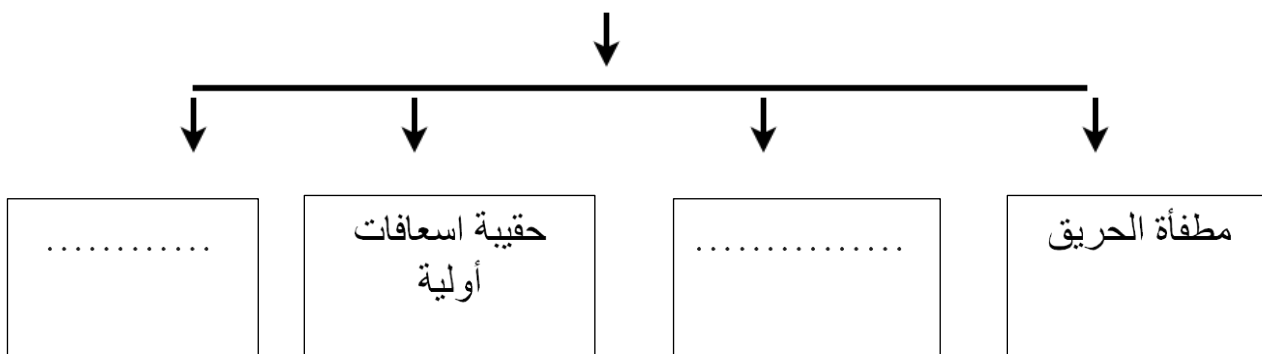 مطفأة الحريق
...............
حقيبة اسعافات
أولية
............